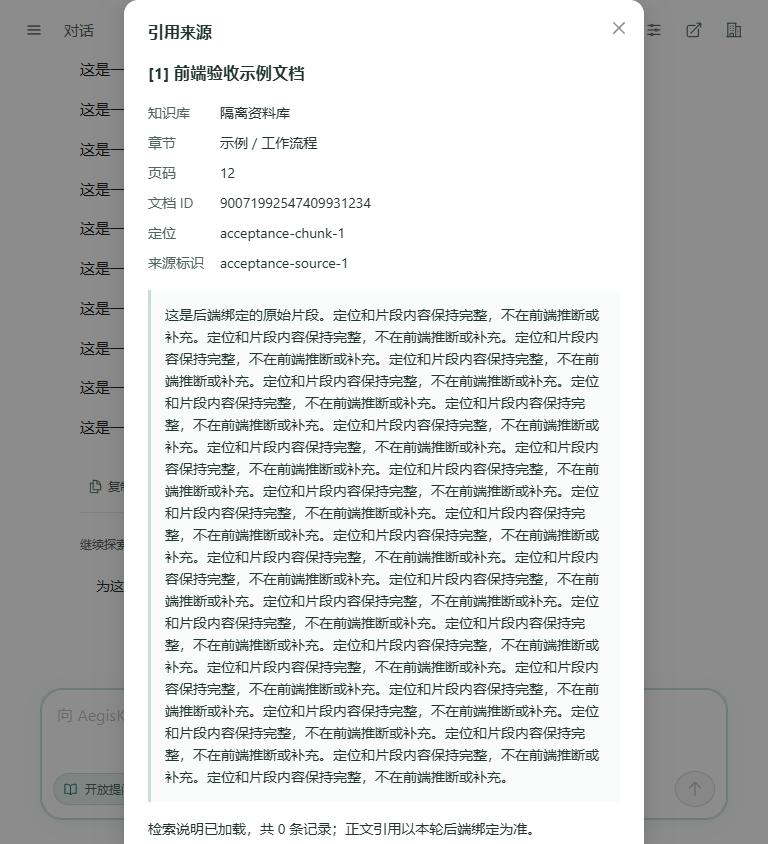 对话
引用来源
[1] 前端验收示例文档
知识库 隔离资料库
章节 示例 / 工作流程
页码 12
文档 ID 90071992547409931234
定位 acceptance-chunk-1
来源标识 acceptance-source-1
这是后端绑定的原始片段。定位和片段内容保持完整，不在前端推断或
补充。定位和片段内容保持完整，不在前端推断或补充。定位和片段内
容保持完整，不在前端推断或补充。定位和片段内容保持完整，不在前
端推断或补充。定位和片段内容保持完整，不在前端推断或补充。定位
和片段内容保持完整，不在前端推断或补充。定位和片段内容保持完
整，不在前端推断或补充。定位和片段内容保持完整，不在前端推断或
补充。定位和片段内容保持完整，不在前端推断或补充。定位和片段内
容保持完整，不在前端推断或补充。定位和片段内容保持完整，不在前
端推断或补充。定位和片段内容保持完整，不在前端推断或补充。定位
和片段内容保持完整，不在前端推断或补充。定位和片段内容保持完
整，不在前端推断或补充。定位和片段内容保持完整，不在前端推断或
补充。定位和片段内容保持完整，不在前端推断或补充。定位和片段内
容保持完整，不在前端推断或补充。定位和片段内容保持完整，不在前
端推断或补充。定位和片段内容保持完整，不在前端推断或补充。定位
和片段内容保持完整，不在前端推断或补充。定位和片段内容保持完
整，不在前端推断或补充。定位和片段内容保持完整，不在前端推断或
补充。定位和片段内容保持完整，不在前端推断或补充。定位和片段内
容保持完整，不在前端推断或补充。定位和片段内容保持完整，不在前
端推断或补充。定位和片段内容保持完整，不在前端推断或补充。定位
和片段内容保持完整，不在前端推断或补充。定位和片段内容保持完
整，不在前端推断或补充。定位和片段内容保持完整，不在前端推断或
补充。定位和片段内容保持完整，不在前端推断或补充。
检索说明已加载，共 0 条记录；正文引用以本轮后端绑定为准。
这是一
这是一
这是一
这是一
这是一
这是一
这是一
这是一
这是一
这是一
复制
继续探索
为这
向 Aegis
开放提